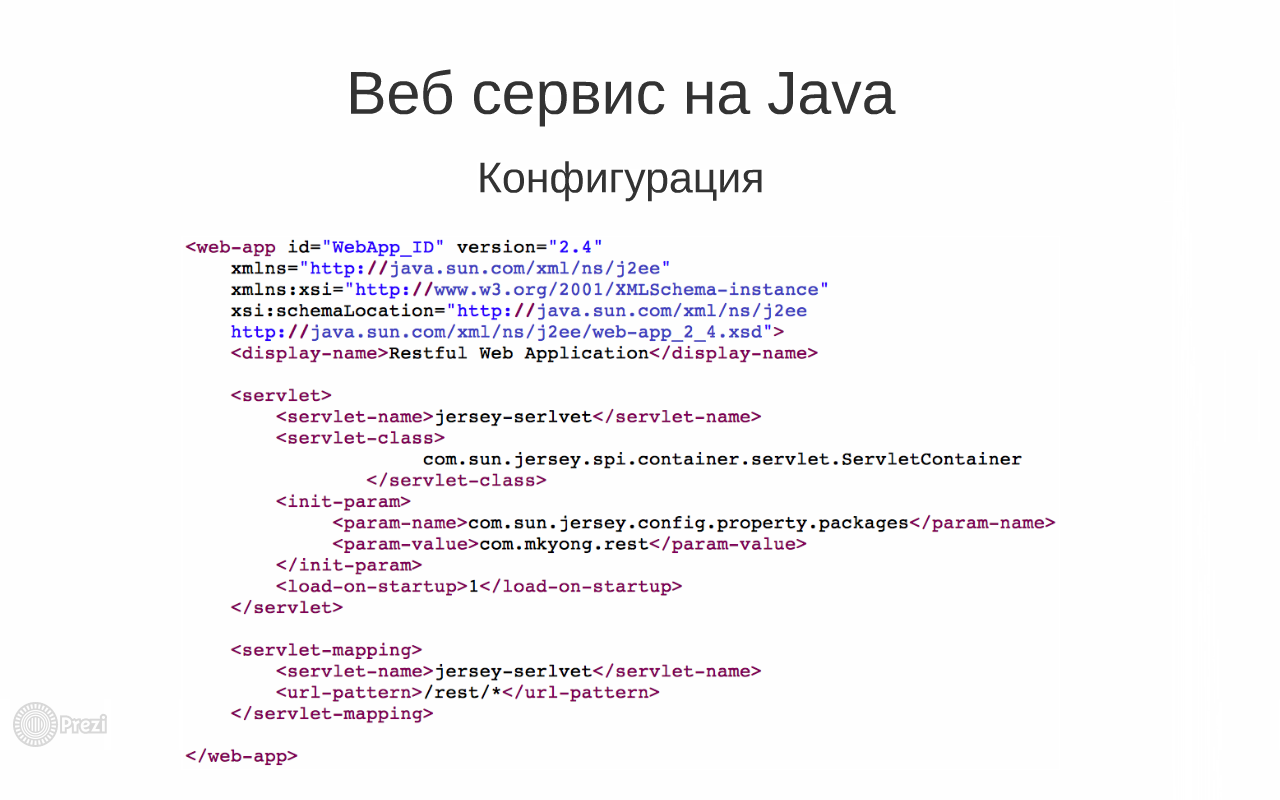 Веб сервис на Java
Конфигурация
<web-app id="WebApp_ID" version="2.4"
xmlns="http://java.sun.com/xml/ns/j2ee"
xmlns:xsi="http://www.w3.org/2001/XMLSchema-instance"
xsi:schemaLocation="http://java.sun.com/xml/ns/j2ee
http://java.sun.com/xml/ns/j2ee/web-app_2_4.xsd">
<display-name>Restful Web Application</display-name>
<servlet>
<servlet-name>jersey-serlvet</servlet-name>
<servlet-class>
com.sun.jersey.spi.container.servlet.ServletContainer
</servlet-class>
<init-param>
<param-name>com.sun.jersey.config.property.packages</param-name>
<param-value>com.mkyong.rest</param-value>
</init-param>
<load-on-startup>1</load-on-startup>
</servlet>
<servlet-mapping>
<servlet-name>jersey-serlvet</servlet-name>
<url-pattern>/rest/*</url-pattern>
</servlet-mapping>
Prezi
</web-app>